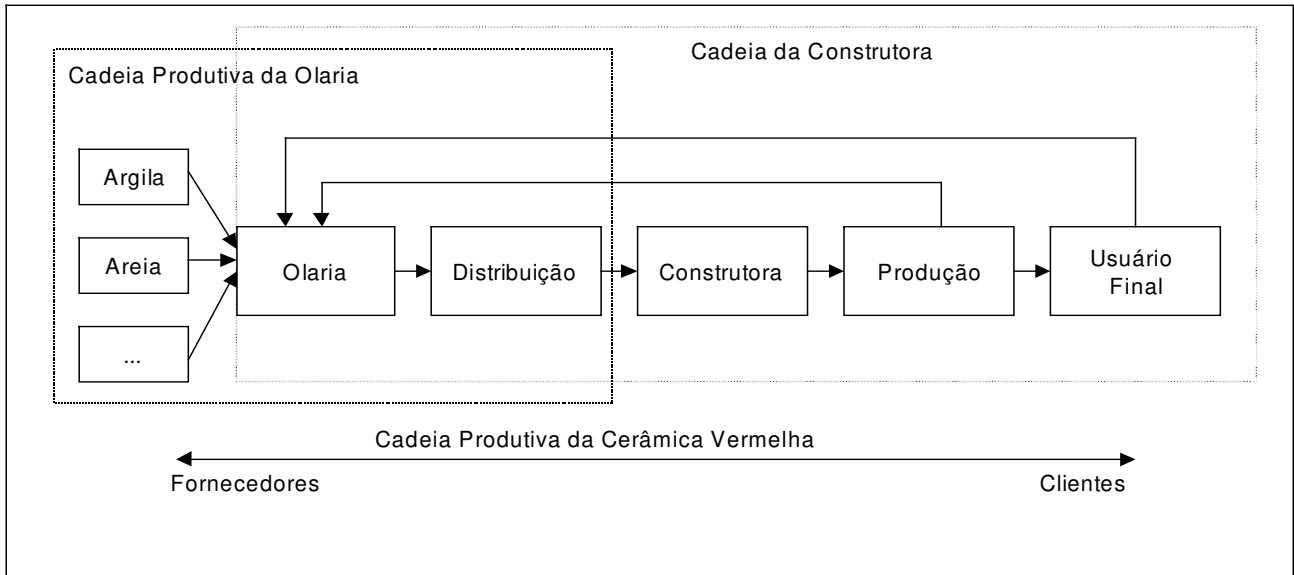 Cadeia da Construtora
Cadeia Produtiva da Olaria
Argila
Areia
...
Olaria
Distribuição
Construtora
Produção
Usuário
Final
Cadeia Produtiva da Cerâmica Vermelha
Fornecedores
Clientes